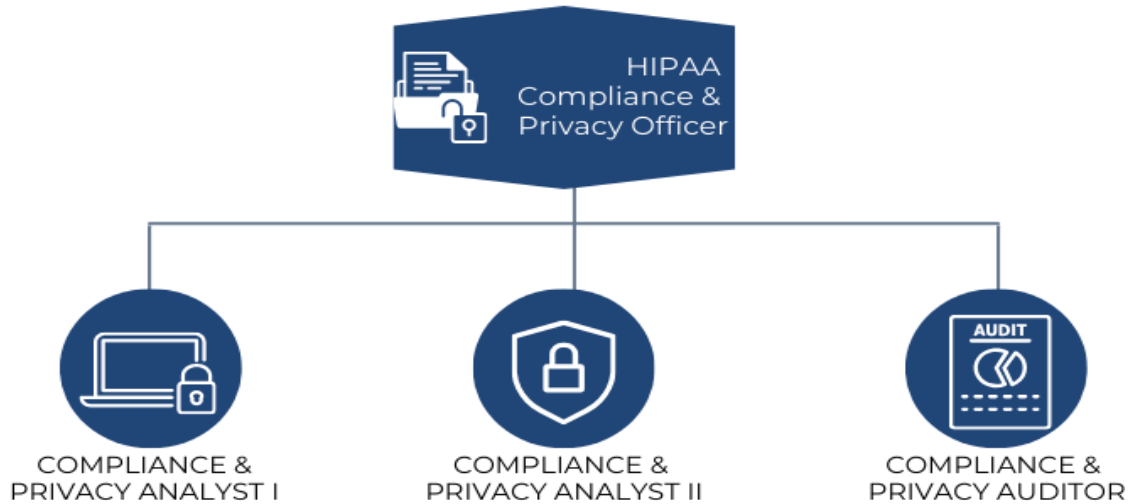 HIPAA
Compliance &
Privacy Officer
AUDIT
COMPLIANCE &
PRIVACY ANALYST I
COMPLIANCE &
PRIVACY ANALYST II
COMPLIANCE &
PRIVACY AUDITOR